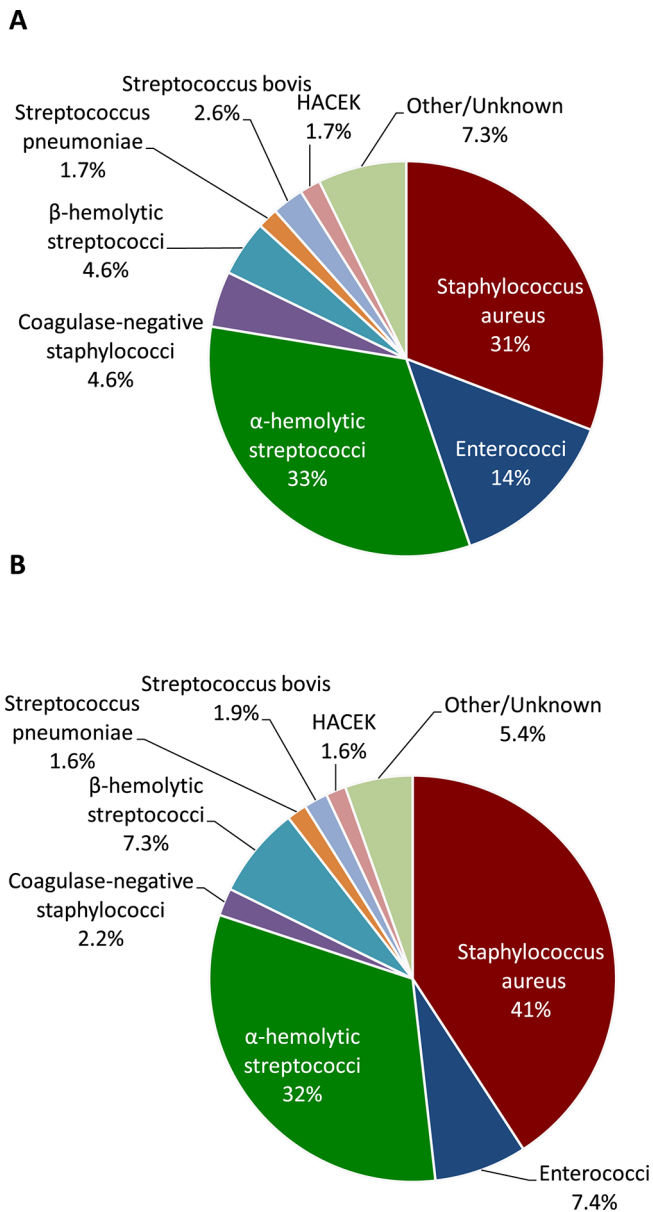 A
Streptococcus bovis
2.6%
HACEK
1.7%
Other/Unknown
7.3%
Streptococcus
pneumoniae
1.7%
β-hemolytic
streptococci
4.6%
Coagulase-negative
staphylococci
4.6%
Staphylococcus
aureus
31%
α-hemolytic
streptococci
33%
Enterococci
14%
B
Streptococcus bovis
1.9%
HACEK
1.6%
Other/Unknown
5.4%
Streptococcus
pneumoniae
1.6%
β-hemolytic
streptococci
7.3%
Coagulase-negative
staphylococci
2.2%
Staphylococcus
aureus
41%
α-hemolytic
streptococci
32%
Enterococci
7.4%